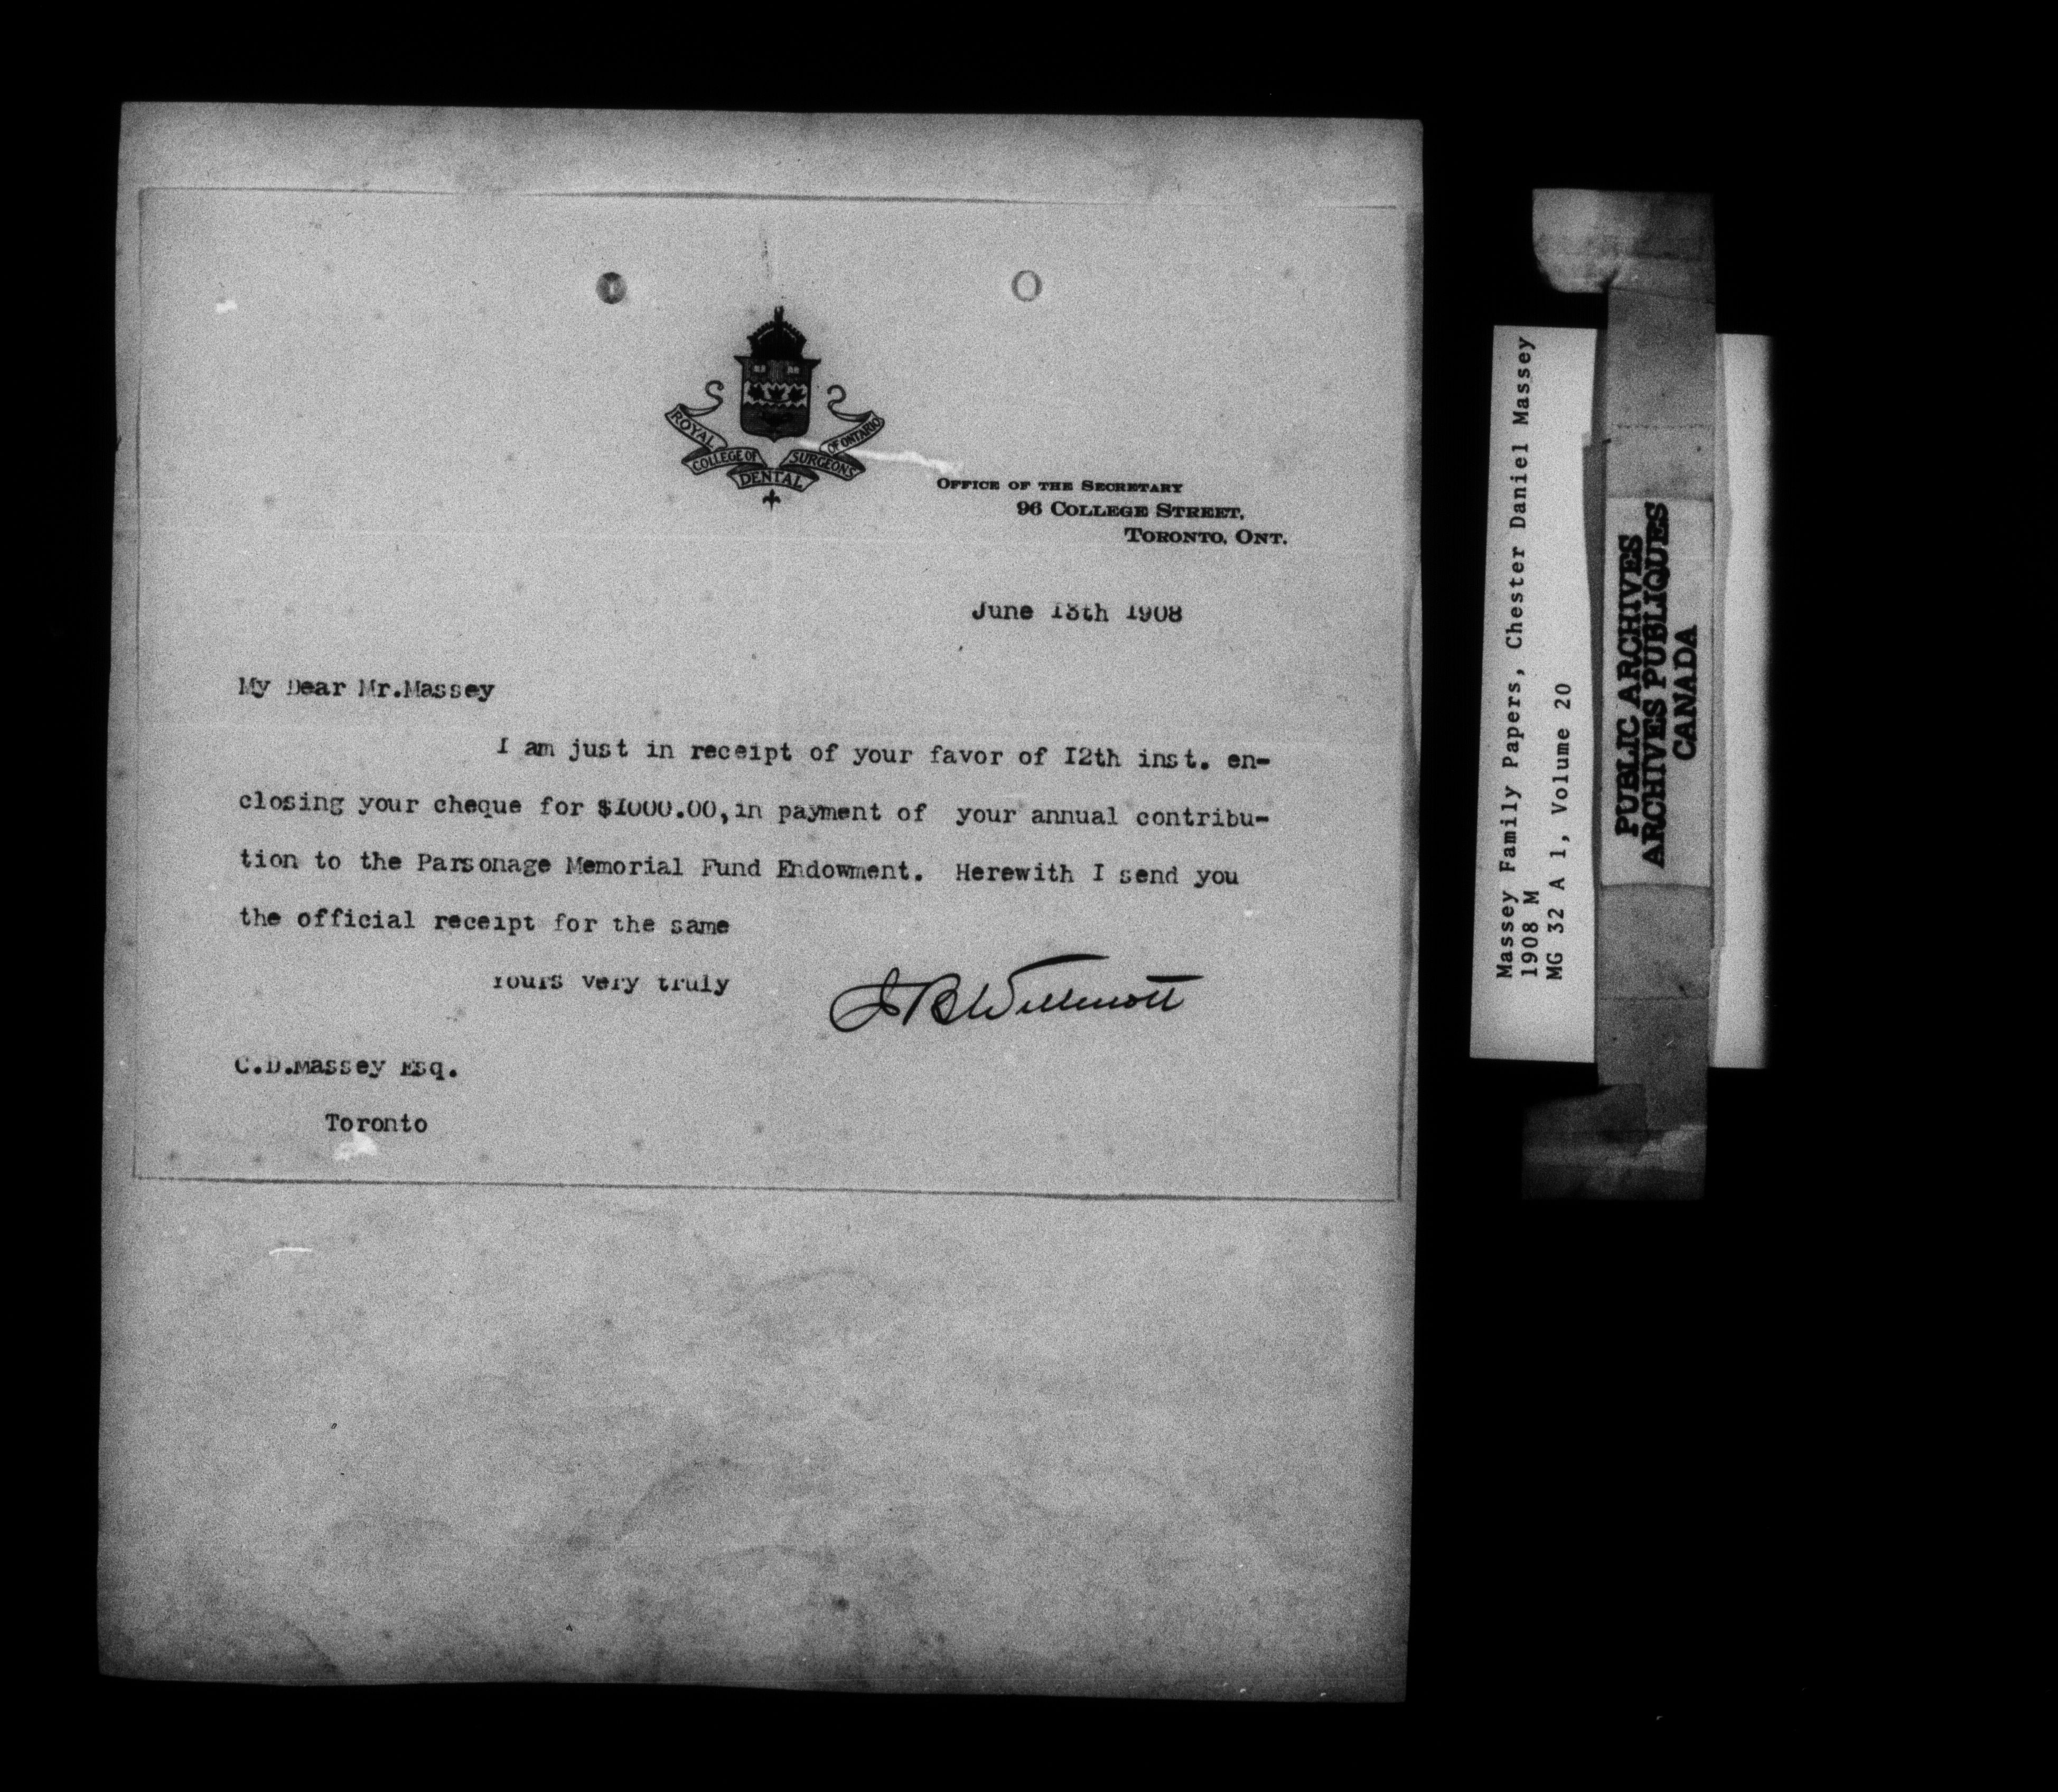 ROYAL COLLEGE OF DENTAL SURGEONS OF ONTARIO
OFFICE OF THE SECRETARY
96 COLLEGE STREET,
TORONTO, ONT.
June 13th 1908
My Dear Mr.Massey
I am just in receipt of your favor of I2th inst. en-
closing your cheque for $1000.00,in payment of your annual contribu-
tion to the Parsonage Memorial Fund Endowment. Herewith I send you
the official receipt for the same
Yours very truly
J B Willmott
C.D.Massey Esq.
Toronto
Massey Family Papers, Chester Daniel Massey
1908 M
MG 32 A 1, Volume 20
PUBLIC ARCHIVES
ARCHIVES PUBLIQUES
CANADA